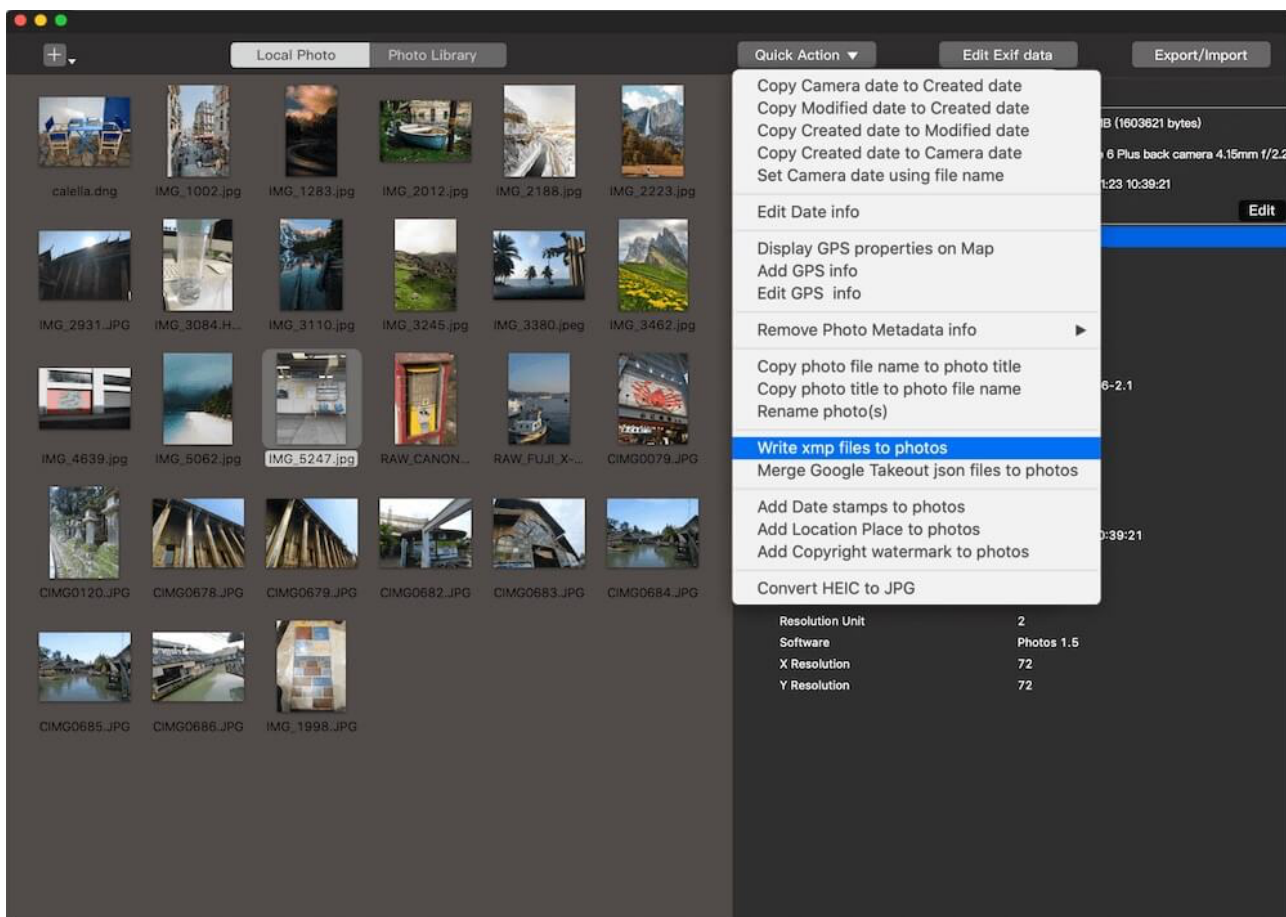 Local Photo
Photo Library
Quick Action ▼
Edit Exif data
Export/Import
Copy Camera date to Created date
Copy Modified date to Created date
Copy Created date to Modified date
Copy Created date to Camera date
Set Camera date using file name
Edit Date info
Display GPS properties on Map
Add GPS info
Edit GPS info
Remove Photo Metadata info
Copy photo file name to photo title
Copy photo title to photo file name
Rename photo(s)
Write xmp files to photos
Merge Google Takeout json files to photos
Add Date stamps to photos
Add Location Place to photos
Add Copyright watermark to photos
Convert HEIC to JPG
(1603621 bytes)
6 Plus back camera 4.15mm f/2.2
1:23 10:39:21
Edit
6-2.1
0:39:21
Resolution Unit 2
Software Photos 1.5
X Resolution 72
Y Resolution 72
calella.dng IMG_1002.jpg IMG_1283.jpg IMG_2012.jpg IMG_2188.jpg IMG_2223.jpg
IMG_2931.JPG IMG_3084.H... IMG_3110.jpg IMG_3245.jpg IMG_3380.jpeg IMG_3462.jpg
IMG_4639.jpg IMG_5062.jpg IMG_5247.jpg RAW_CANON... RAW_FUJI_X-... CIMG0079.JPG
CIMG0120.JPG CIMG0678.JPG CIMG0679.JPG CIMG0682.JPG CIMG0683.JPG CIMG0684.JPG
CIMG0685.JPG CIMG0686.JPG IMG_1998.JPG